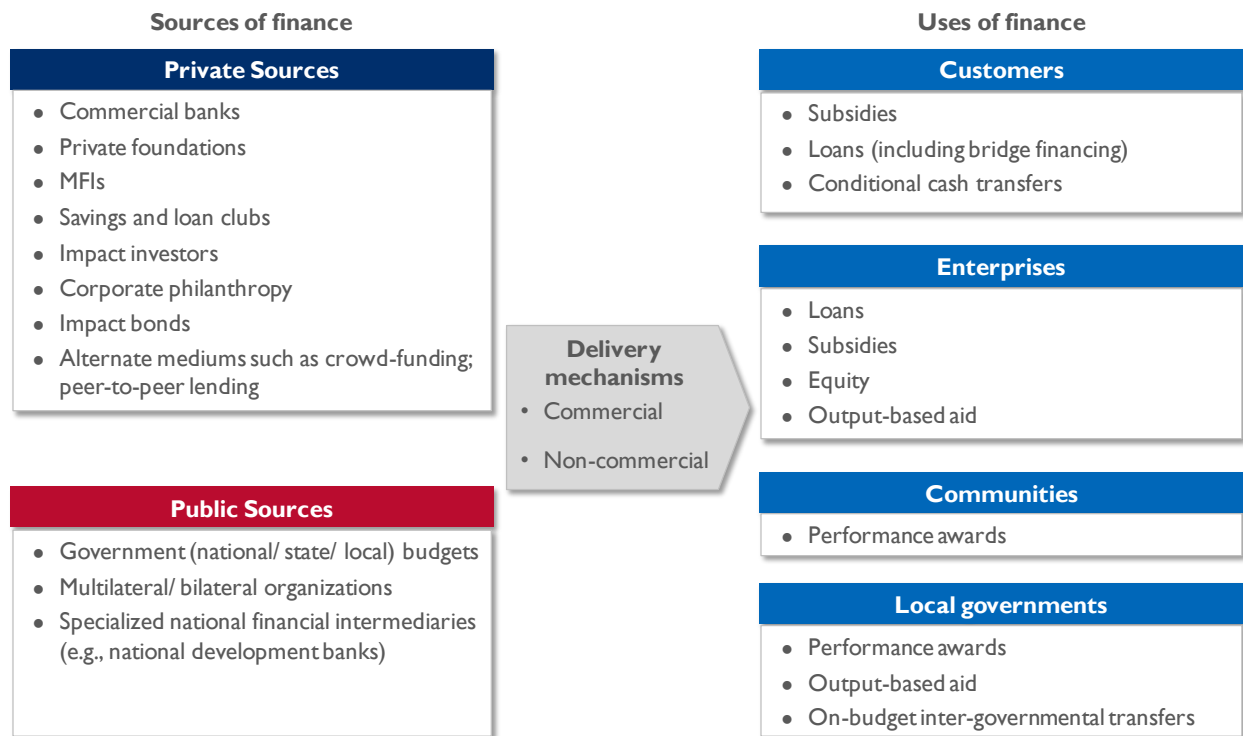 Sources of finance
Private Sources
● Commercial banks
● Private foundations
● MFIs
● Savings and loan clubs
● Impact investors
● Corporate philanthropy
● Impact bonds
● Alternate mediums such as crowd-funding;
peer-to-peer lending
Public Sources
● Government (national/ state/ local) budgets
● Multilateral/ bilateral organizations
● Specialized national financial intermediaries
(e.g., national development banks)
Delivery
mechanisms
• Commercial
• Non-commercial
Uses of finance
Customers
● Subsidies
● Loans (including bridge financing)
● Conditional cash transfers
Enterprises
● Loans
● Subsidies
● Equity
● Output-based aid
Communities
● Performance awards
Local governments
● Performance awards
● Output-based aid
● On-budget inter-governmental transfers